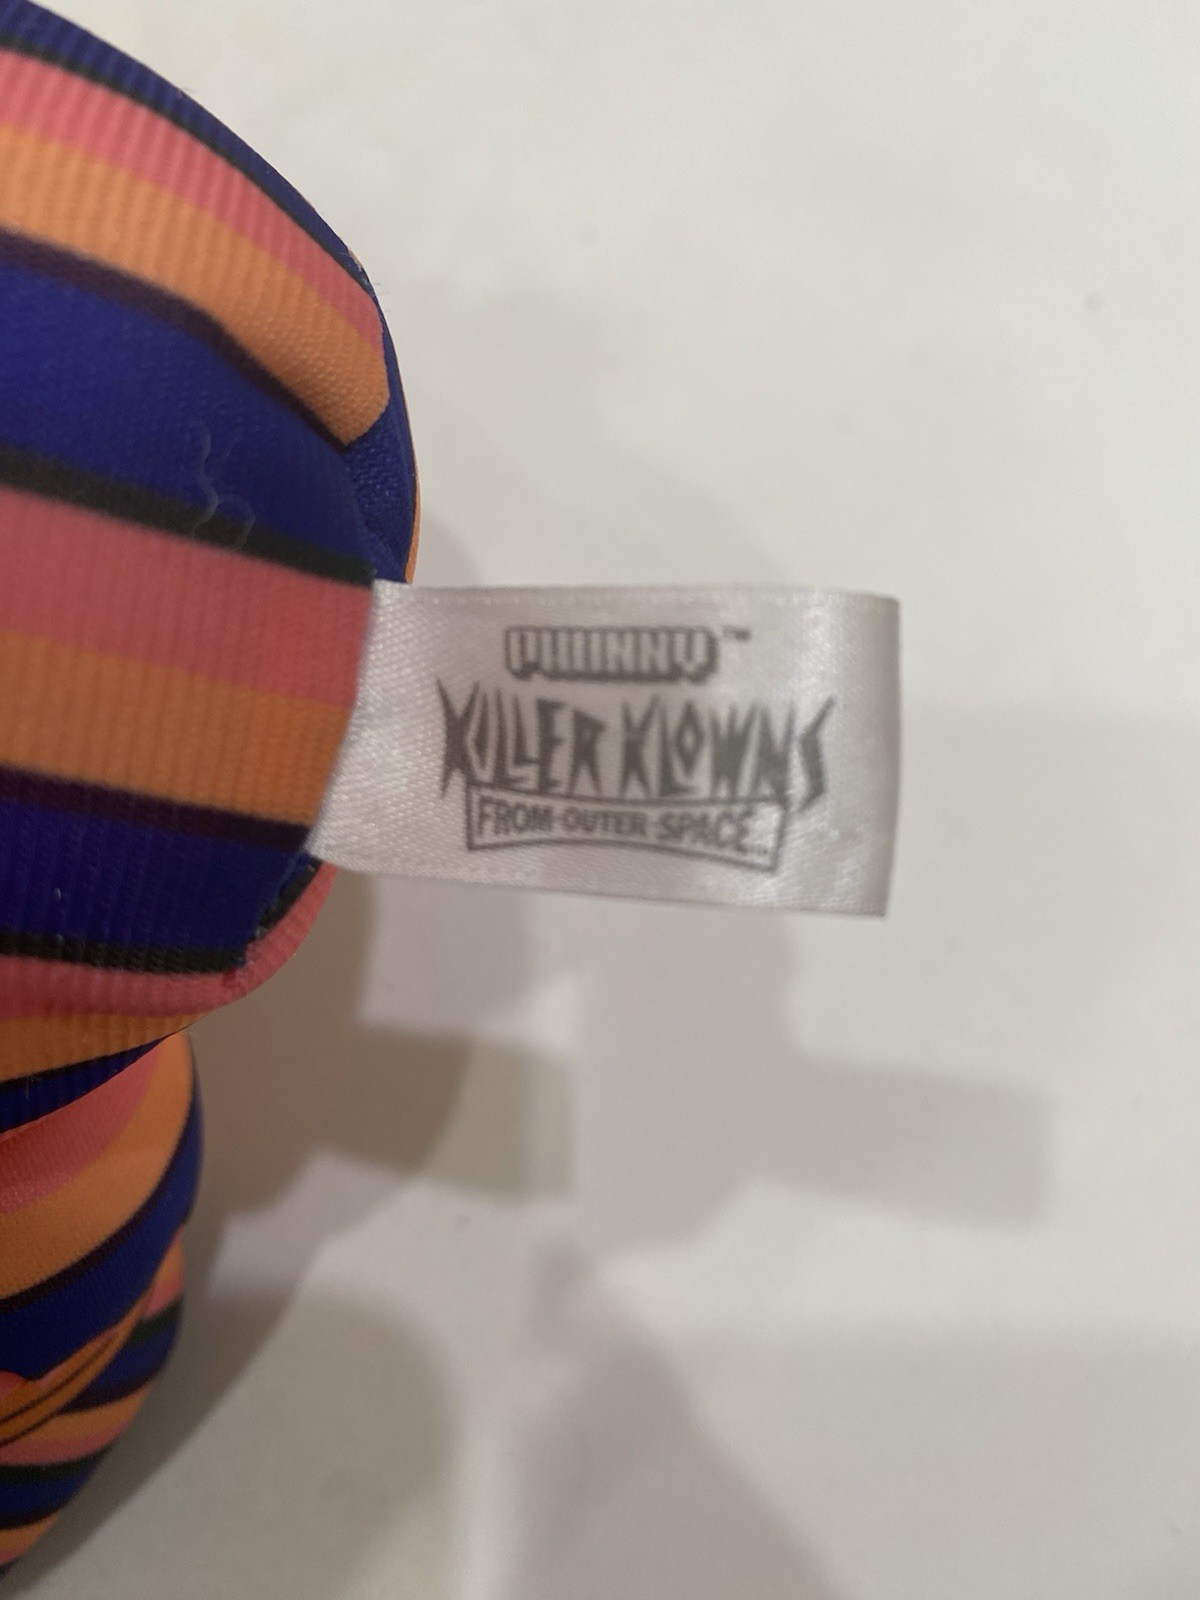 PHUNNY™
KILLER KLOWNS
FROM OUTER SPACE..